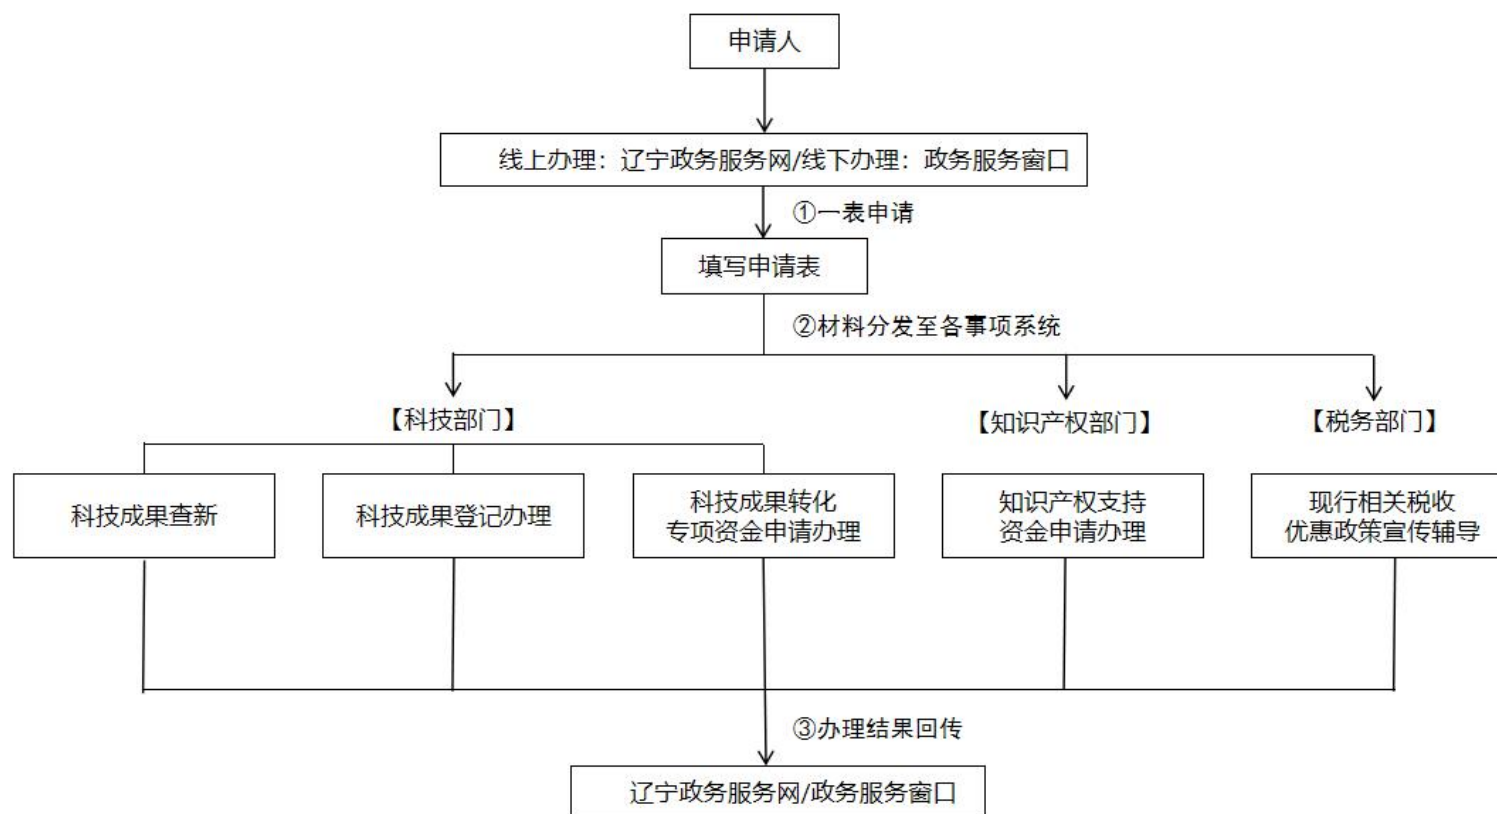 申请人
线上办理：辽宁政务服务网/线下办理：政务服务窗口
①一表申请
填写申请表
②材料分发至各事项系统
【科技部门】
【知识产权部门】
【税务部门】
科技成果查新
科技成果登记办理
科技成果转化
专项资金申请办理
知识产权支持
资金申请办理
现行相关税收
优惠政策宣传辅导
③办理结果回传
辽宁政务服务网/政务服务窗口